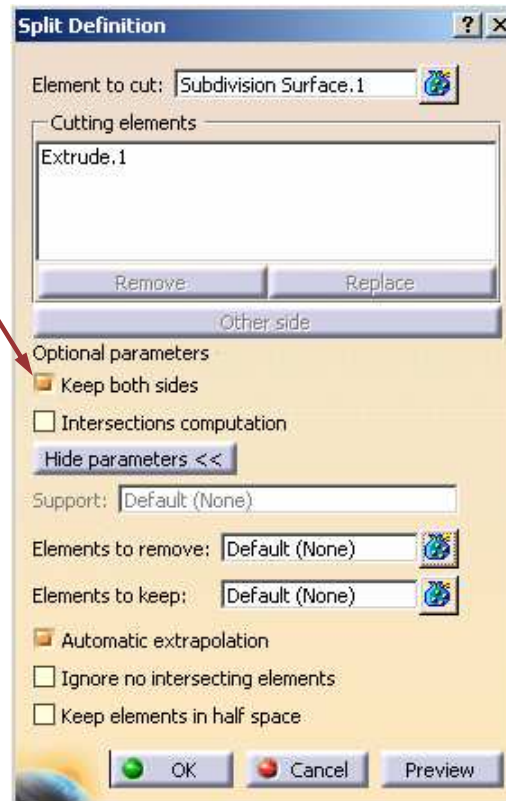 Split Definition
Element to cut: Subdivision Surface.1
Cutting elements
Extrude.1
Remove Replace
Other side
Optional parameters
Keep both sides
Intersections computation
Hide parameters <<
Support: Default (None)
Elements to remove: Default (None)
Elements to keep: Default (None)
Automatic extrapolation
Ignore no intersecting elements
Keep elements in half space
OK Cancel Preview